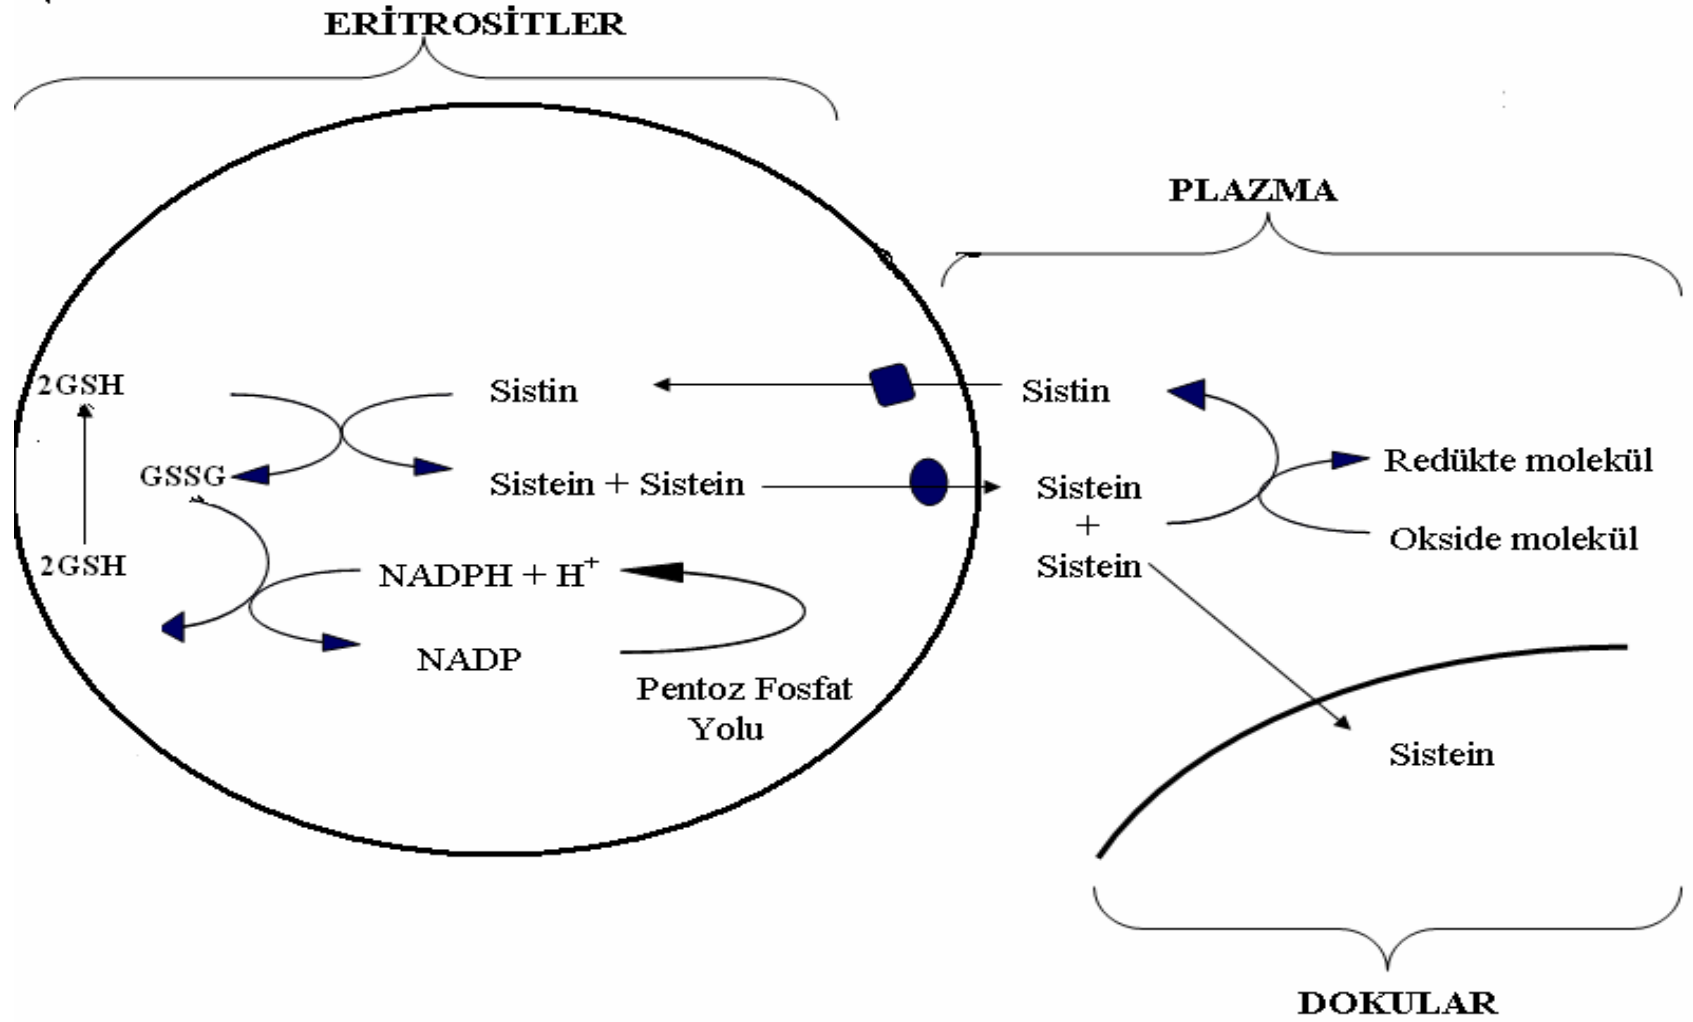 ERİTROSİTLER
PLAZMA
2GSH
Sistin
Sistin
GSSG
Sistein + Sistein
Sistein
+
Sistein
Redükte molekül
Okside molekül
2GSH
NADPH + H+
NADP
Pentoz Fosfat
Yolu
Sistein
DOKULAR